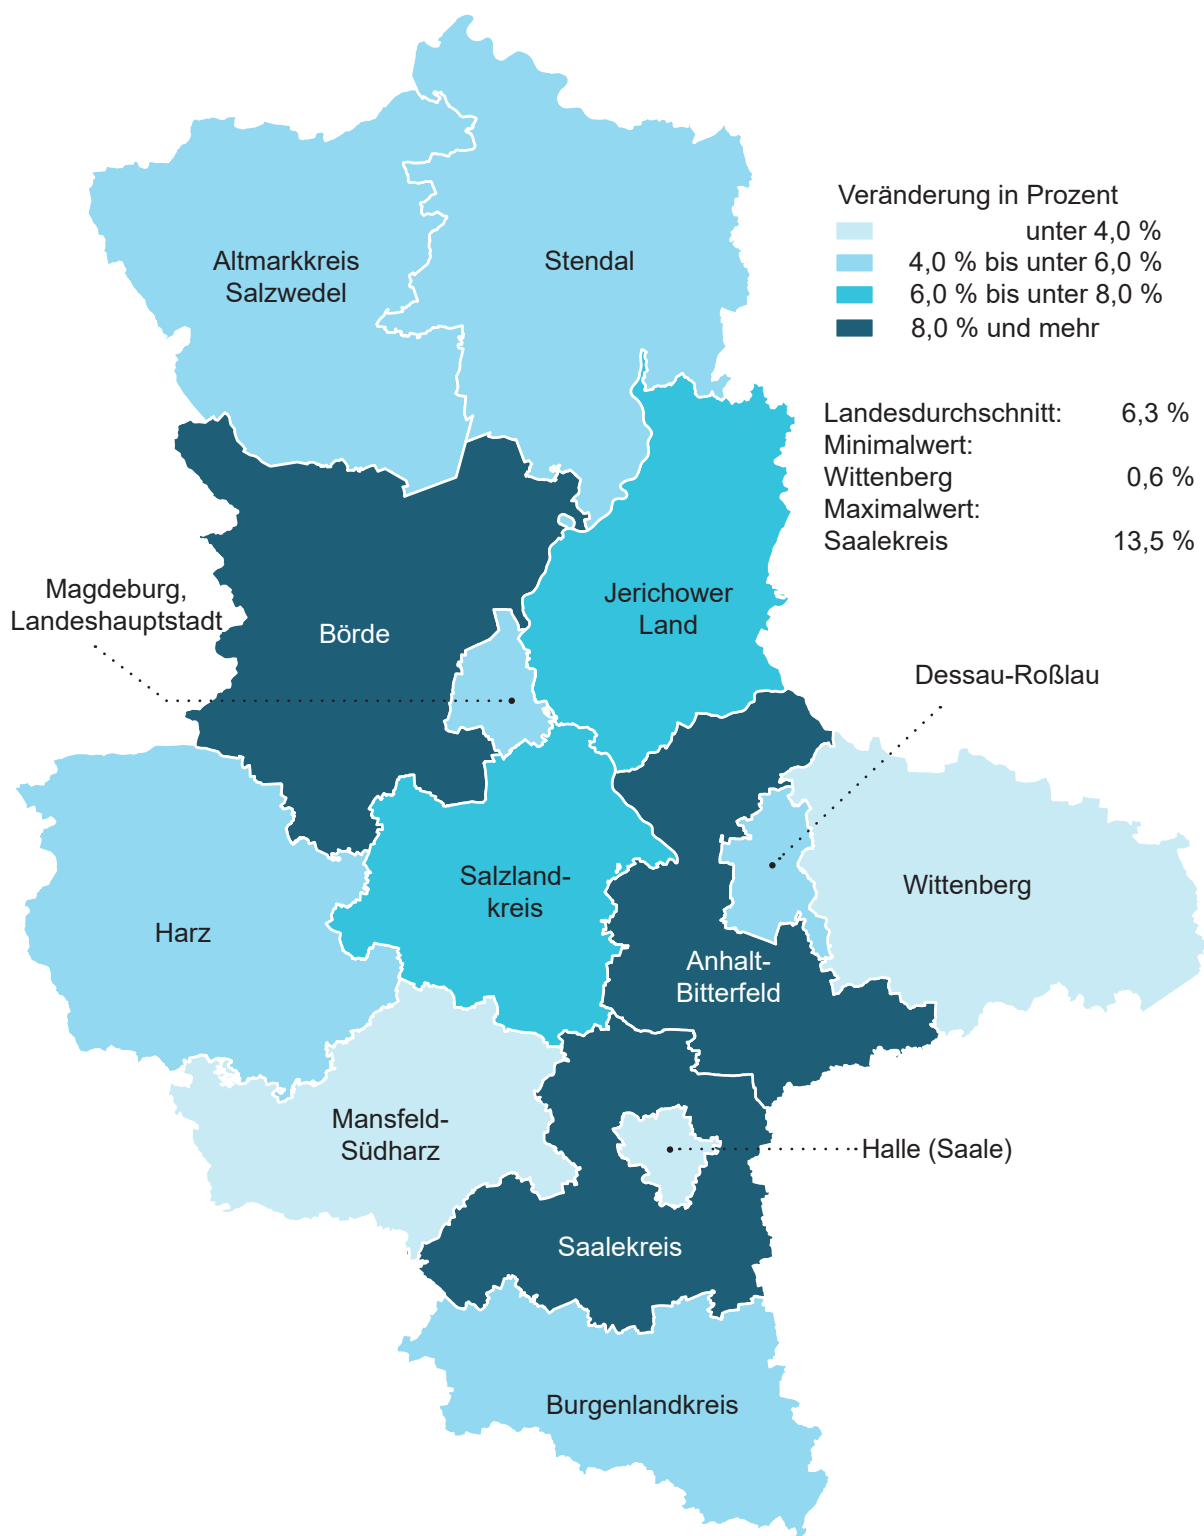 Veränderung in Prozent
unter 4,0 %
4,0 % bis unter 6,0 %
6,0 % bis unter 8,0 %
8,0 % und mehr
Landesdurchschnitt: 6,3 %
Minimalwert:
Wittenberg 0,6 %
Maximalwert:
Saalekreis 13,5 %
Altmarkkreis
Salzwedel
Stendal
Magdeburg,
Landeshauptstadt
Börde
Jerichower
Land
Dessau-Roßlau
Harz
Salzland-
kreis
Wittenberg
Anhalt-
Bitterfeld
Mansfeld-
Südharz
Halle (Saale)
Saalekreis
Burgenlandkreis